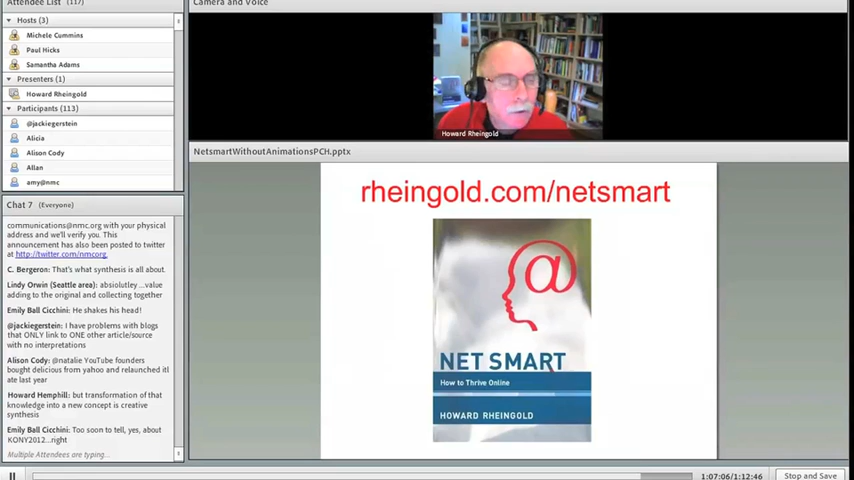 Attendee List (117)
Hosts (3)
Michele Cummins
Paul Hicks
Samantha Adams
Presenters (1)
Howard Rheingold
Participants (113)
@jackiegerstein
Alicia
Alison Cody
Allan
amy@nmc
Chat 7 (Everyone)
communications@nmc.org with your physical
address and we'll verify you. This
announcement has also been posted to twitter
at http://twitter.com/nmcorg.
C. Bergeron: That's what synthesis is all about.
Lindy Orwin (Seattle area): absiolutley ...value
adding to the original and collecting together
Emily Ball Cicchini: He shakes his head!
@jackiegerstein: I have problems with blogs
that ONLY link to ONE other article/source
with no interpretations
Alison Cody: @natalie YouTube founders
bought delicious from yahoo and relaunched itl
ate last year
Howard Hemphill: but transformation of that
knowledge into a new concept is creative
synthesis
Emily Ball Cicchini: Too soon to tell, yes, about
KONY2012...right
Multiple Attendees are typing...
Camera and Voice
Howard Rheingold
NetsmartWithoutAnimationsPCH.pptx
rheingold.com/netsmart
@
NET SMART
How to Thrive Online
HOWARD RHEINGOLD
1:07:06/1:12:46
Stop and Save